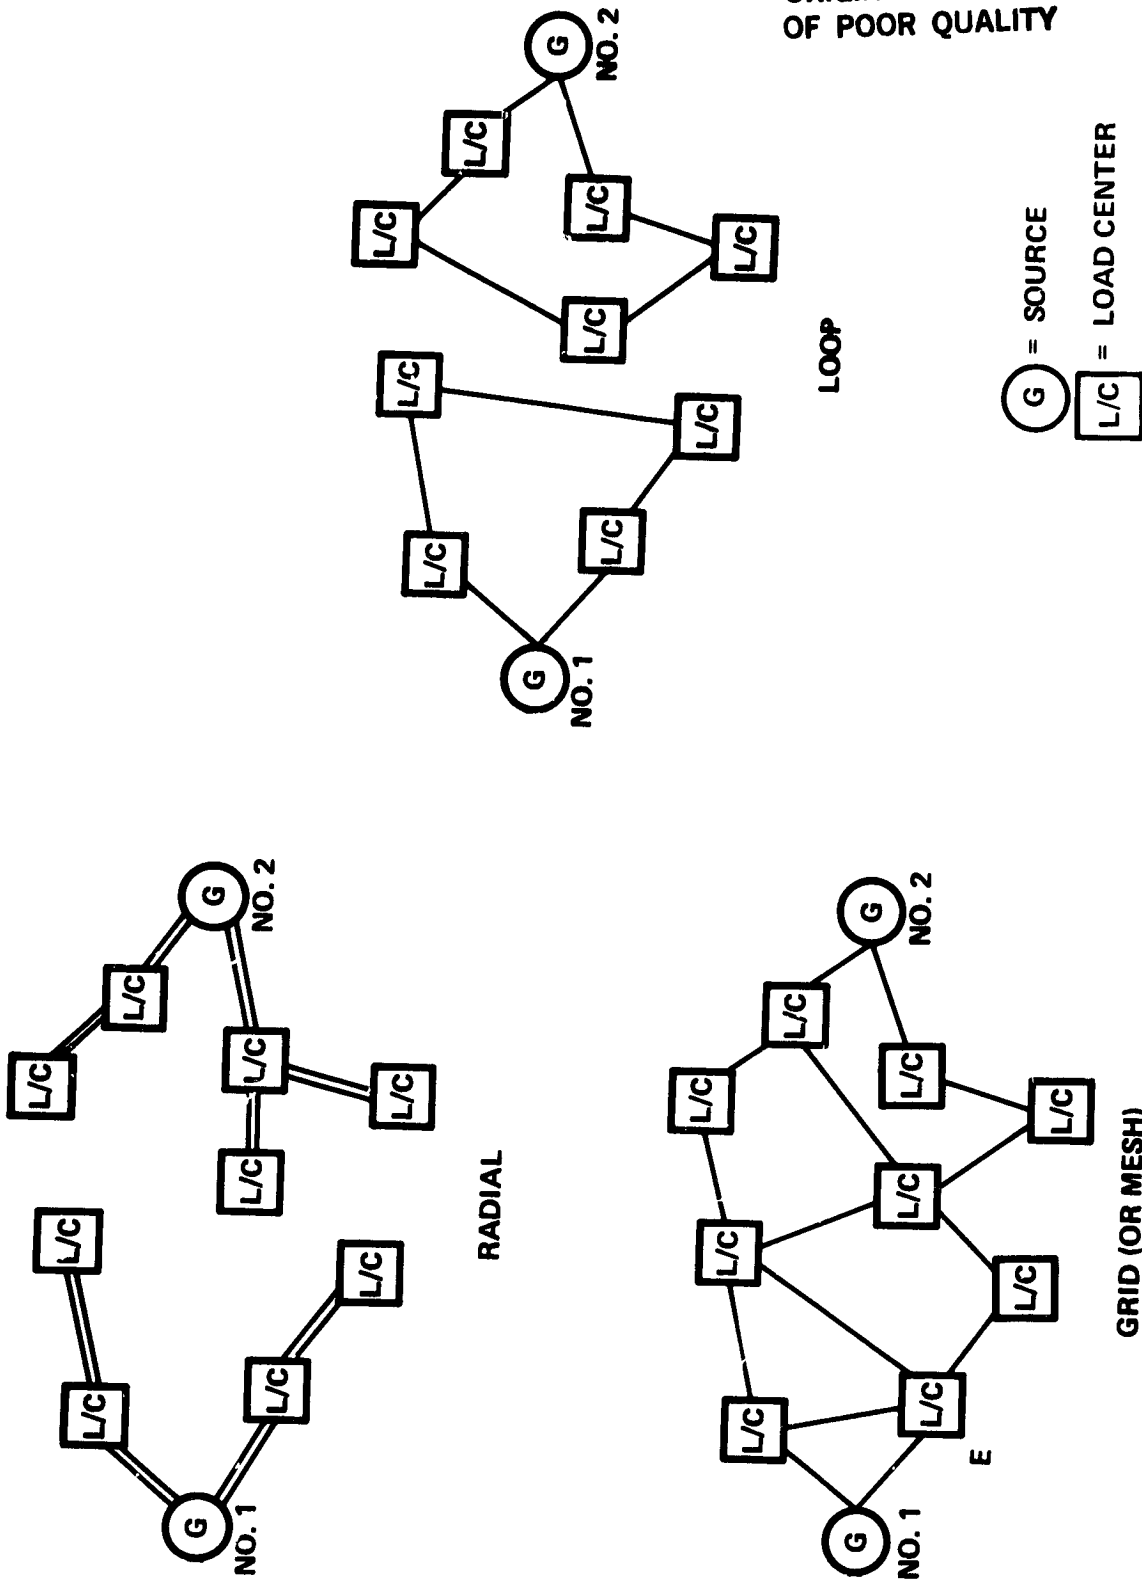 OF POOR QUALITY
L/C
L/C
L/C
L/C
G
NO. 2
L/C
L/C
L/C
L/C
L/C
G
NO. 1
RADIAL
L/C
L/C
L/C
L/C
G
NO. 2
L/C
L/C
L/C
L/C
L/C
G
NO. 1
LOOP
L/C
L/C
L/C
L/C
G
NO. 2
L/C
L/C
L/C
L/C
L/C
G
NO. 1
E
GRID (OR MESH)
G = SOURCE
L/C = LOAD CENTER